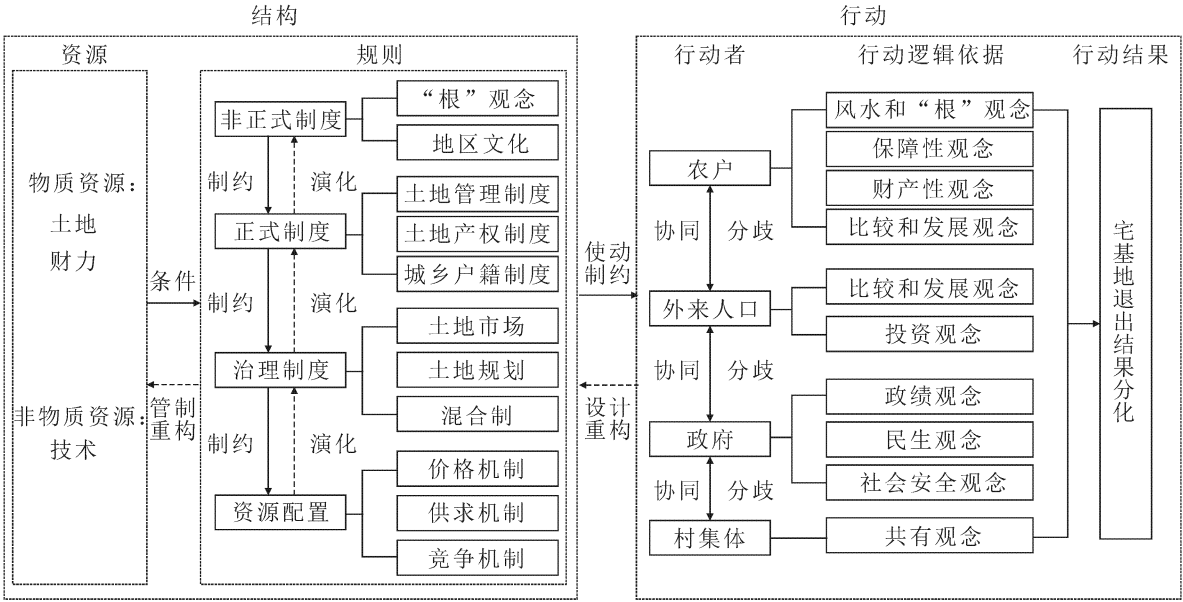 结构
行动
资源
规则
行动者
行动逻辑依据
行动结果
物质资源：
土地
财力
非物质资源：
技术
条件
管制
重构
非正式制度
“根”观念
地区文化
制约
演化
正式制度
土地管理制度
土地产权制度
城乡户籍制度
制约
演化
治理制度
土地市场
土地规划
混合制
制约
演化
资源配置
价格机制
供求机制
竞争机制
使动
制约
设计
重构
农户
风水和“根”观念
保障性观念
财产性观念
比较和发展观念
协同
分歧
外来人口
比较和发展观念
投资观念
协同
分歧
政府
政绩观念
民生观念
社会安全观念
协同
分歧
村集体
共有观念
宅基地退出结果分化